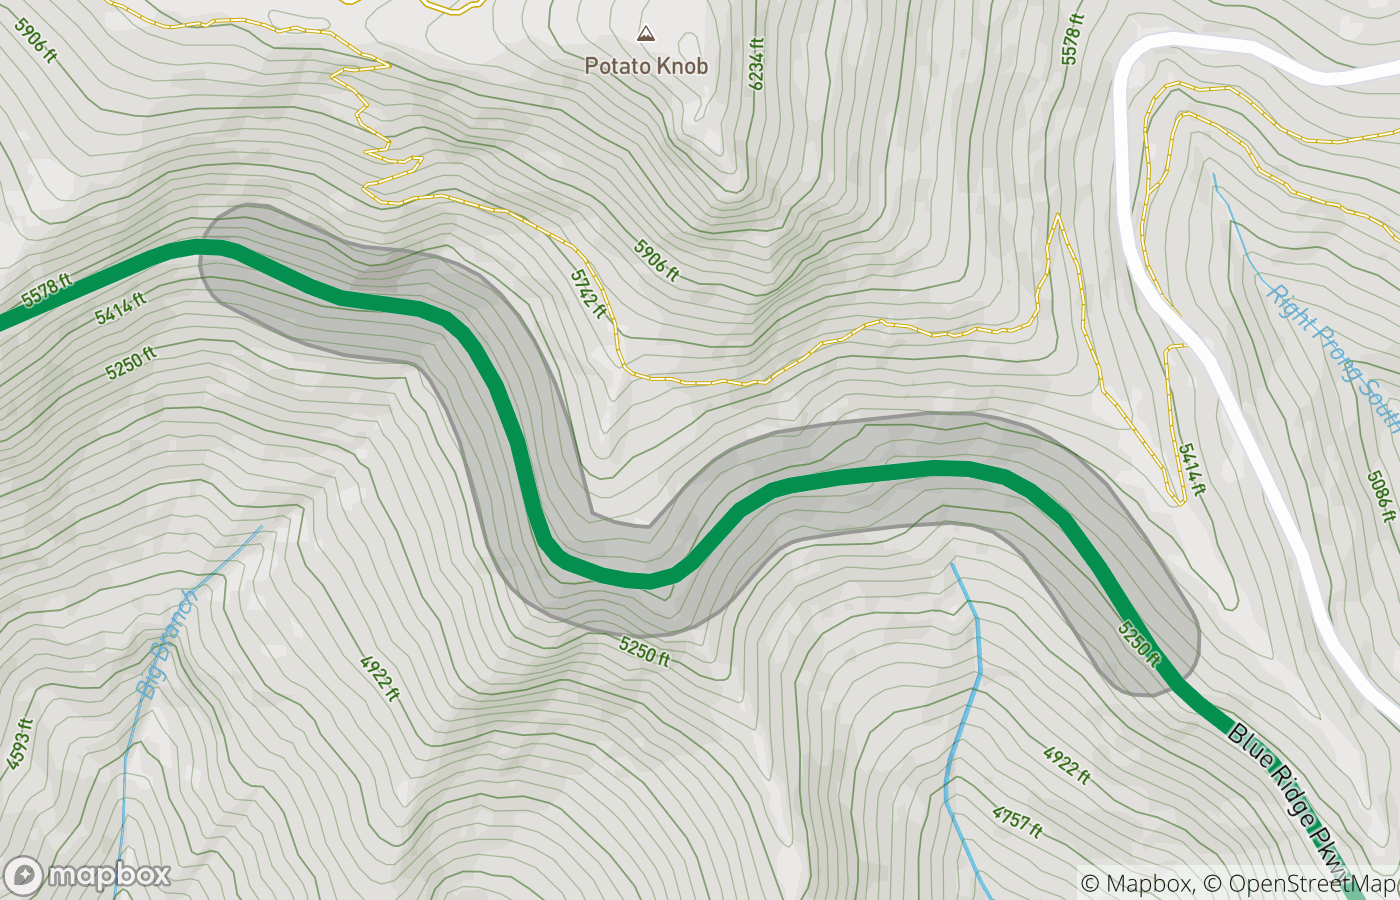 5906 ft
Potato Knob
6234 ft
5578 ft
5906 ft
5742 ft
5578 ft
5414 ft
5250 ft
Right Prong South
5414 ft
5086 ft
Big Branch
4922 ft
5250 ft
5250 ft
4593 ft
4922 ft
4757 ft
Blue Ridge Pkwy
mapbox
© Mapbox, © OpenStreetMap